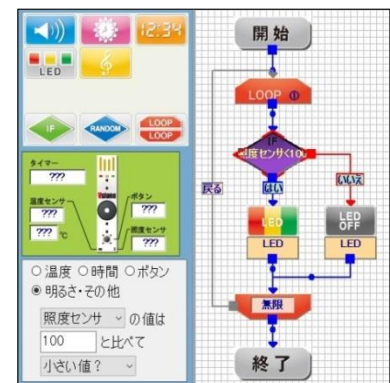 12:34
LED
IF
RANDOM
LOOP
LOOP
タイマー
???
温度センサ
???
??? ℃
ボタン
???
照度センサ
???
○温度 ○時間 ○ボタン
◉明るさ・その他
照度センサ の値は
100 と比べて
小さい値?
開始
LOOP ①
IF
照度センサ<100
戻る
はい
いいえ
LED
LED
LED
OFF
LED
無限
終了